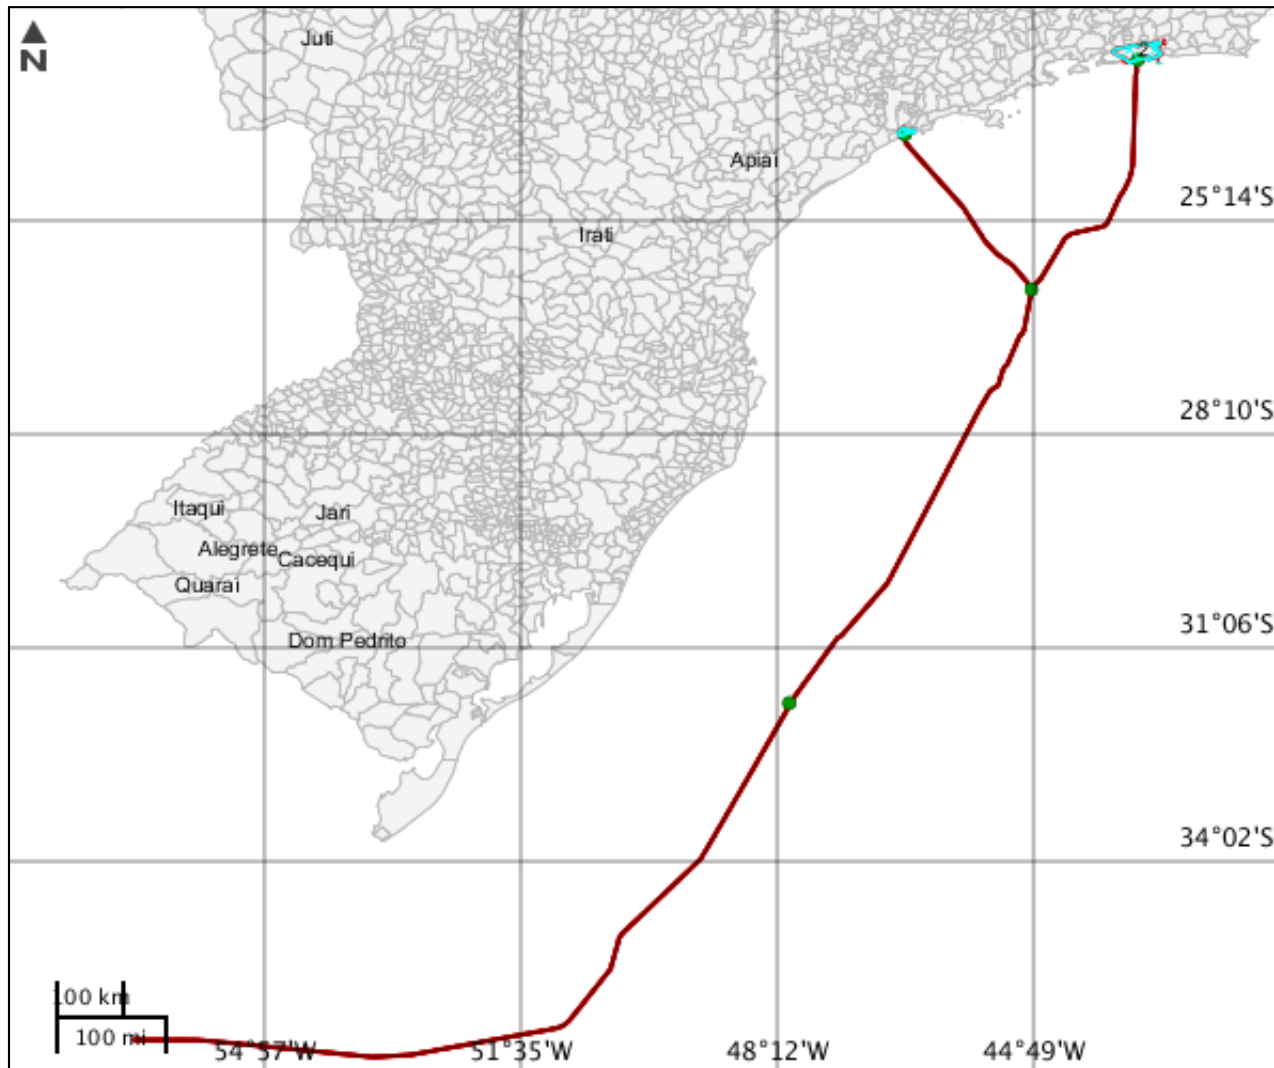 N
Juti
2
Apiaí
25°14'S
Irati
28°10'S
Itaqui
Jari
Alegrete
Cacequi
Quaraí
31°06'S
Dom Pedrito
34°02'S
100 km
100 mi
54°57'W
51°35'W
48°12'W
44°49'W